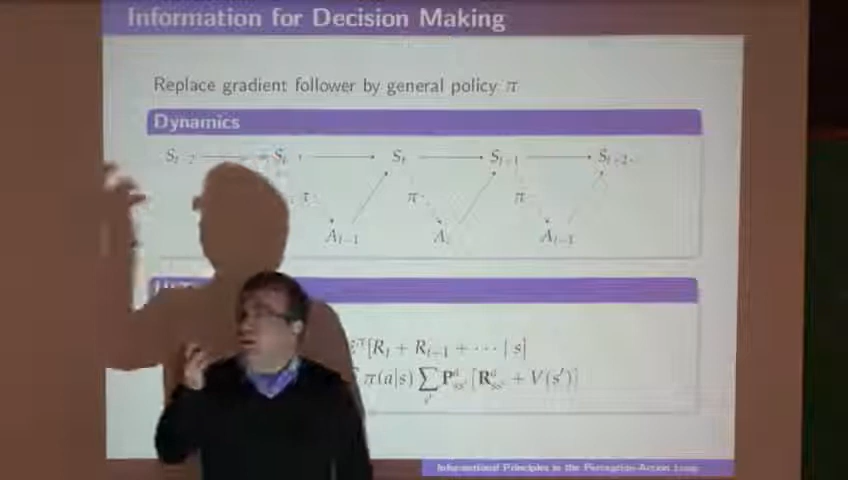 Information for Decision Making
Replace gradient follower by general policy π
Dynamics
S_{t-2} S_t S_{t+1} S_{t+2}
π π
A_{t-1} A_t A_{t+1}
[R_t + R_{t+1} + ··· | s]
π(a|s) ∑_{s'} P^a_{ss'} [R^a_{ss'} + V(s')]
Informational Principles in the Perception-Action Loop